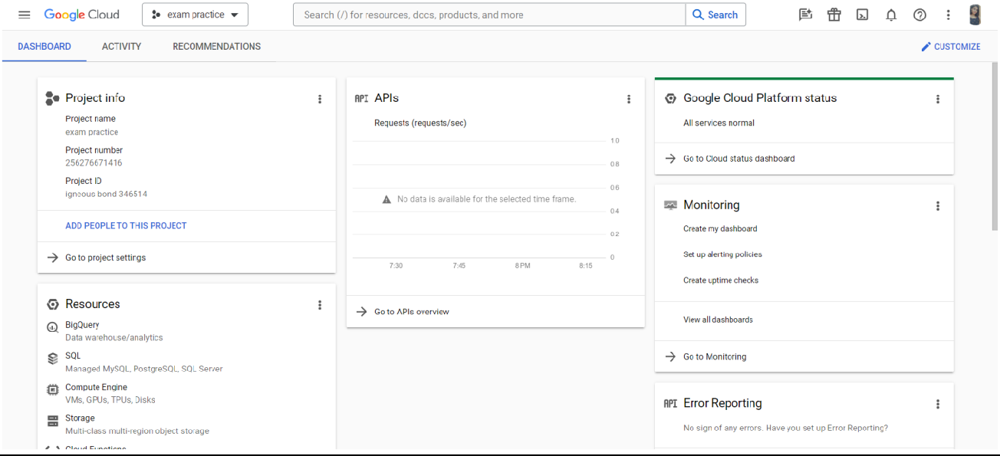 Google Cloud
exam practice
Search (/) for resources, docs, products, and more
Search
DASHBOARD
ACTIVITY
RECOMMENDATIONS
CUSTOMIZE
Project info
Project name
exam practice
Project number
256276671416
Project ID
igneous bond 346514
ADD PEOPLE TO THIS PROJECT
Go to project settings
Resources
BigQuery
Data warehouse/analytics
SQL
Managed MySQL, PostgreSQL, SQL Server
Compute Engine
VMs, GPUs, TPUs, Disks
Storage
Multi-class multi-region object storage
Cloud Functions
API APIs
Requests (requests/sec)
1.0
0.8
0.6
No data is available for the selected time frame.
0.4
0.2
0
7:30 7:45 8 PM 8:15
Go to APIs overview
Google Cloud Platform status
All services normal
Go to Cloud status dashboard
Monitoring
Create my dashboard
Set up alerting policies
Create uptime checks
View all dashboards
Go to Monitoring
API Error Reporting
No sign of any errors. Have you set up Error Reporting?